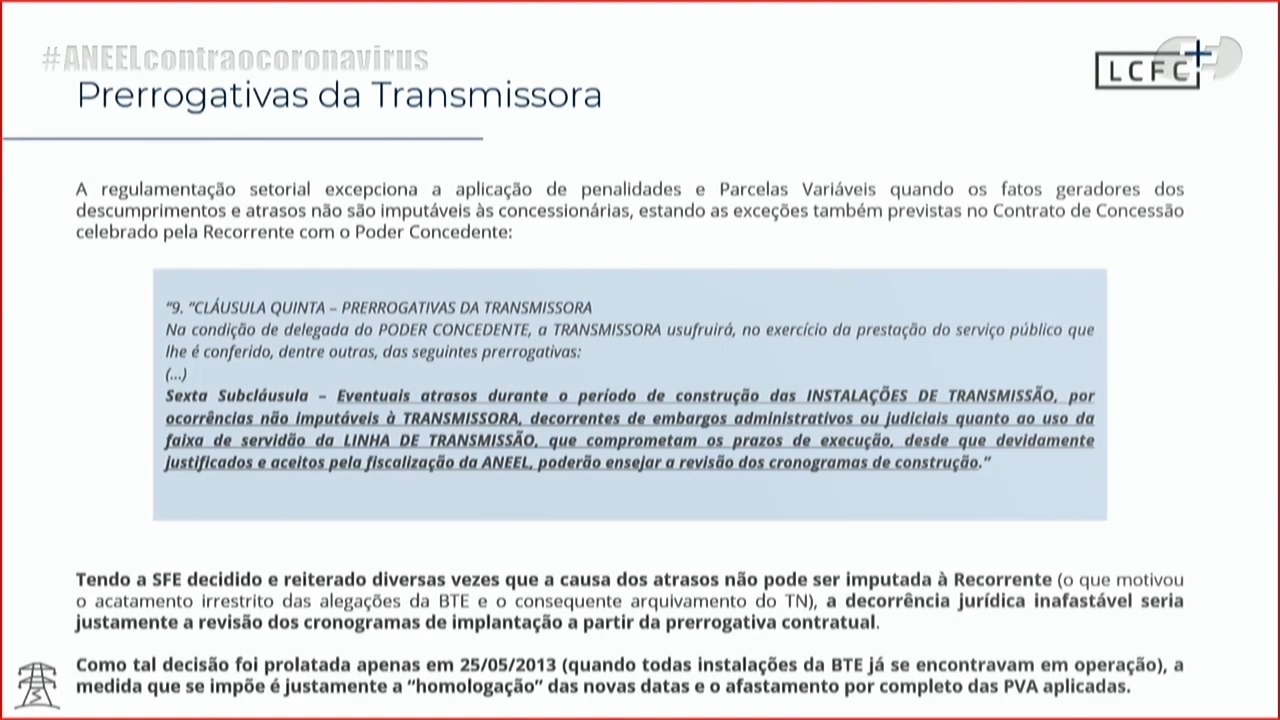 #ANEELcontraocoronavirus
LCFC
Prerrogativas da Transmissora
A regulamentação setorial excepciona a aplicação de penalidades e Parcelas Variáveis quando os fatos geradores dos
descumprimentos e atrasos não são imputáveis às concessionárias, estando as exceções também previstas no Contrato de Concessão
celebrado pela Recorrente com o Poder Concedente:
"9. "CLÁUSULA QUINTA – PRERROGATIVAS DA TRANSMISSORA
Na condição de delegada do PODER CONCEDENTE, a TRANSMISSORA usufruirá, no exercício da prestação do serviço público que
lhe é conferido, dentre outras, das seguintes prerrogativas:
(...)
Sexta Subcláusula – Eventuais atrasos durante o período de construção das INSTALAÇÕES DE TRANSMISSÃO, por
ocorrências não imputáveis à TRANSMISSORA, decorrentes de embargos administrativos ou judiciais quanto ao uso da
faixa de servidão da LINHA DE TRANSMISSÃO, que comprometam os prazos de execução, desde que devidamente
justificados e aceitos pela fiscalização da ANEEL, poderão ensejar a revisão dos cronogramas de construção."
Tendo a SFE decidido e reiterado diversas vezes que a causa dos atrasos não pode ser imputada à Recorrente (o que motivou
o acatamento irrestrito das alegações da BTE e o consequente arquivamento do TN), a decorrência jurídica inafastável seria
justamente a revisão dos cronogramas de implantação a partir da prerrogativa contratual.
Como tal decisão foi prolatada apenas em 25/05/2013 (quando todas instalações da BTE já se encontravam em operação), a
medida que se impõe é justamente a "homologação" das novas datas e o afastamento por completo das PVA aplicadas.